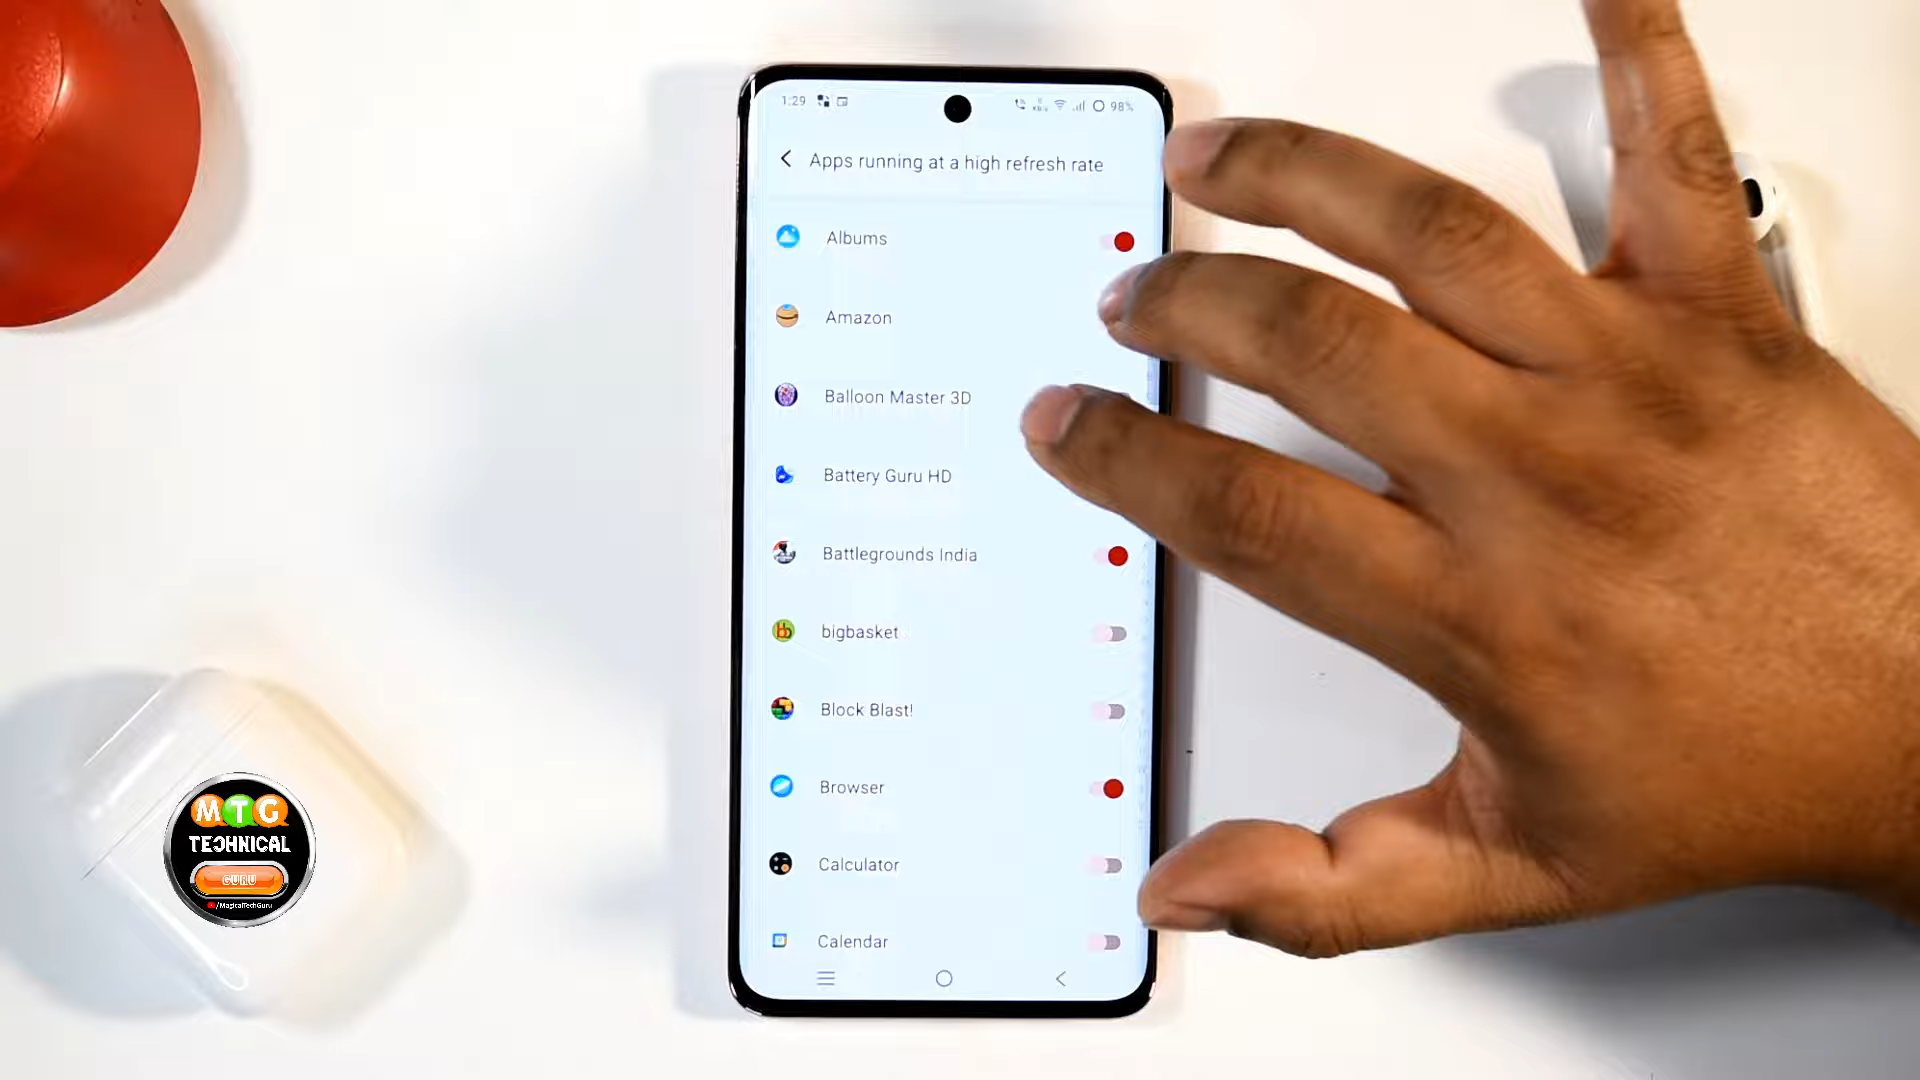 1:29
98%
Apps running at a high refresh rate
Albums
Amazon
Balloon Master 3D
Battery Guru HD
Battlegrounds India
bigbasket
Block Blast!
Browser
Calculator
Calendar
MTG
TECHNICAL
GURU
/MagicalTechGuru